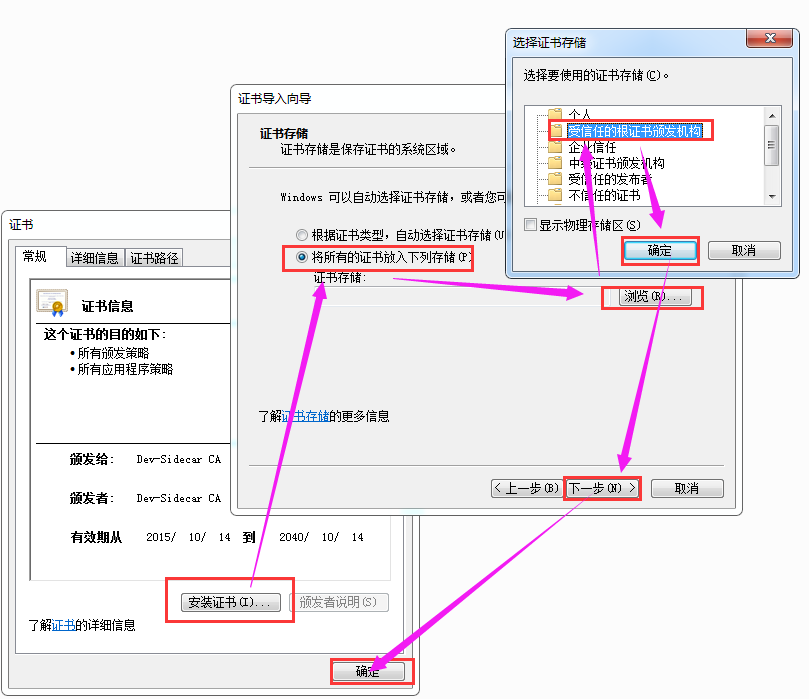 选择证书存储
选择要使用的证书存储(C)。
个人
受信任的根证书颁发机构
企业信任
中级证书颁发机构
受信任的发布者
不信任的证书
显示物理存储区(S)
确定
取消
证书导入向导
证书存储
证书存储是保存证书的系统区域。
Windows 可以自动选择证书存储，或者您可
根据证书类型，自动选择证书存储(U
将所有的证书放入下列存储(P)
证书存储:
浏览(R)...
了解证书存储的更多信息
< 上一步(B)
下一步(N) >
取消
证书
常规
详细信息
证书路径
证书信息
这个证书的目的如下:
•所有颁发策略
•所有应用程序策略
颁发给: Dev-Sidecar CA
颁发者: Dev-Sidecar CA
有效期从 2015/ 10/ 14 到 2040/ 10/ 14
安装证书(I)...
颁发者说明(S)
了解证书的详细信息
确定